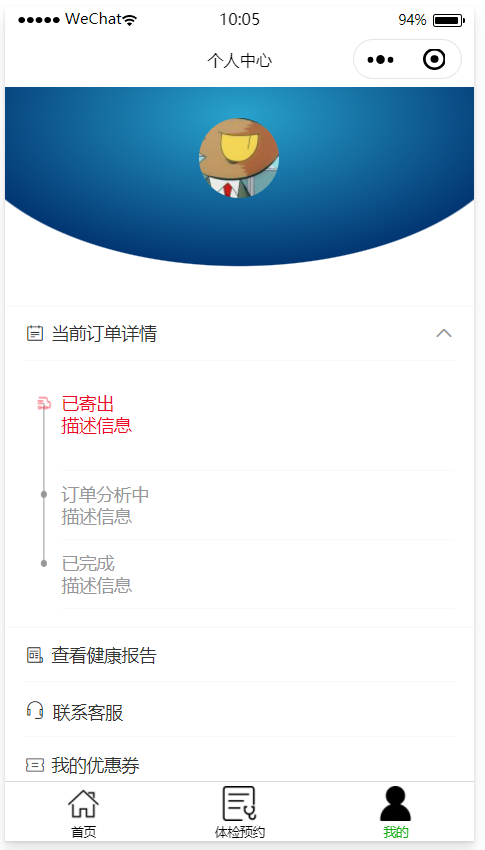 WeChat 10:05 94%
个人中心
当前订单详情
已寄出
描述信息
订单分析中
描述信息
已完成
描述信息
查看健康报告
联系客服
我的优惠券
首页 体检预约 我的